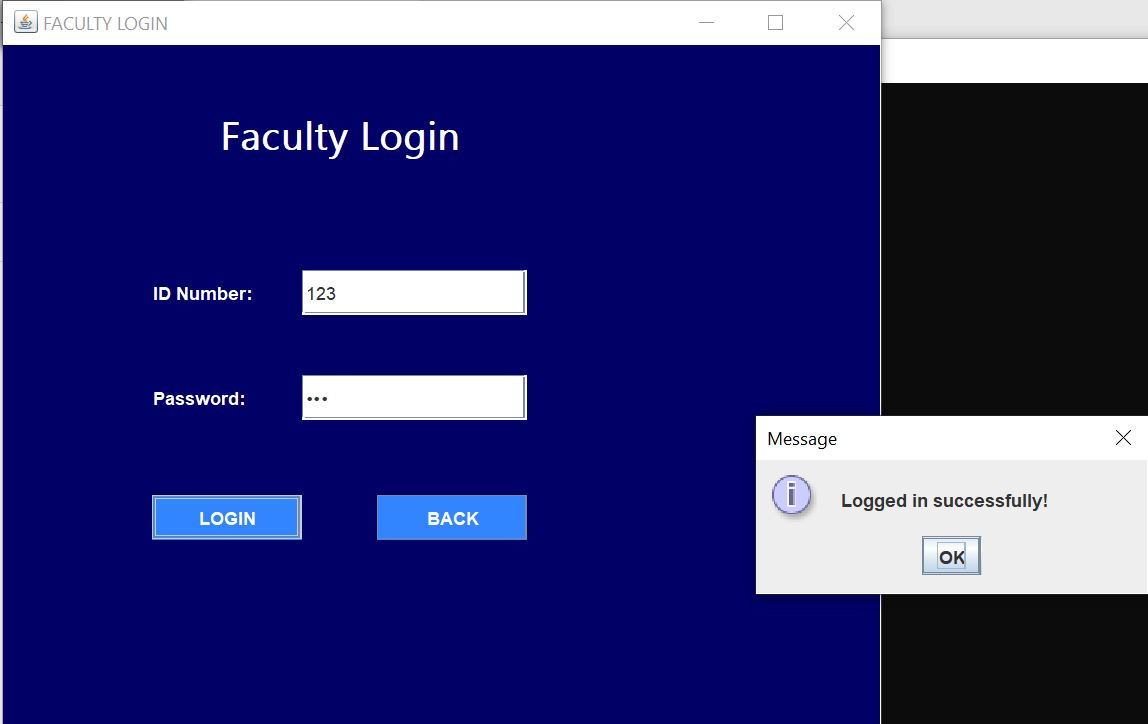 FACULTY LOGIN
Faculty Login
ID Number: 123
Password: •••
LOGIN BACK
Message
Logged in successfully!
OK